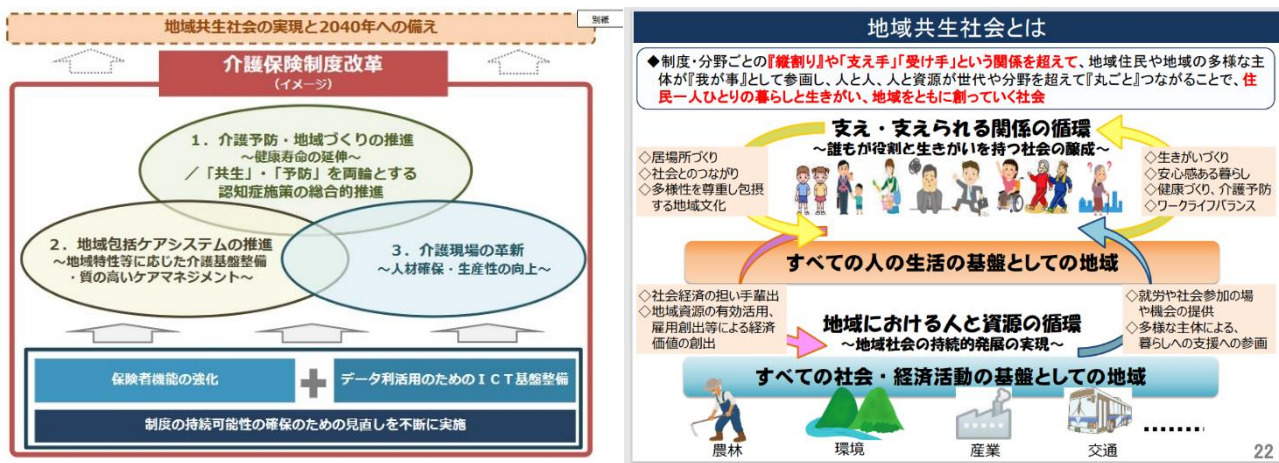 別紙
地域共生社会の実現と2040年への備え
介護保険制度改革
（イメージ）
１．介護予防・地域づくりの推進
～健康寿命の延伸～
／「共生」・「予防」を両輪とする
認知症施策の総合的推進
２．地域包括ケアシステムの推進
～地域特性等に応じた介護基盤整備
・質の高いケアマネジメント～
３．介護現場の革新
～人材確保・生産性の向上～
保険者機能の強化
データ利活用のためのＩＣＴ基盤整備
制度の持続可能性の確保のための見直しを不断に実施
地域共生社会とは
◆制度・分野ごとの『縦割り』や「支え手」「受け手」という関係を超えて、地域住民や地域の多様な主
体が『我が事』として参画し、人と人、人と資源が世代や分野を超えて『丸ごと』つながることで、住
民一人ひとりの暮らしと生きがい、地域をともに創っていく社会
支え・支えられる関係の循環
～誰もが役割と生きがいを持つ社会の醸成～
◇居場所づくり
◇社会とのつながり
◇多様性を尊重し包摂
する地域文化
◇生きがいづくり
◇安心感ある暮らし
◇健康づくり、介護予防
◇ワークライフバランス
すべての人の生活の基盤としての地域
◇社会経済の担い手輩出
◇地域資源の有効活用、
雇用創出等による経済
価値の創出
地域における人と資源の循環
～地域社会の持続的発展の実現～
◇就労や社会参加の場
や機会の提供
◇多様な主体による、
暮らしへの支援への参画
すべての社会・経済活動の基盤としての地域
農林
環境
産業
交通
22